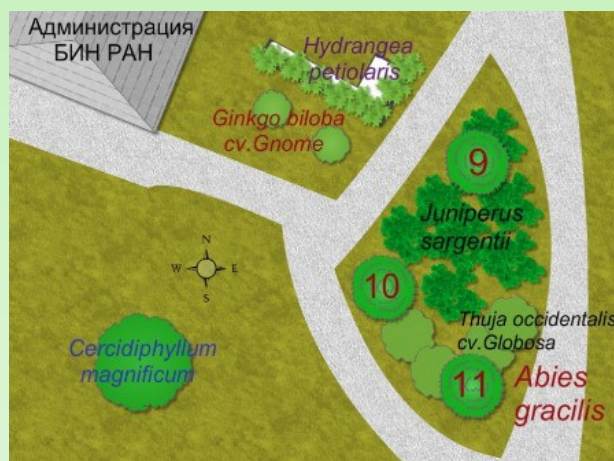 Администрация
БИН РАН
Hydrangea
petiolaris
Ginkgo biloba
cv.Gnome
9
Juniperus
sargentii
N
W E
S
10
Thuja occidentalis
cv.Globosa
Cercidiphyllum
magnificum
11
Abies
gracilis